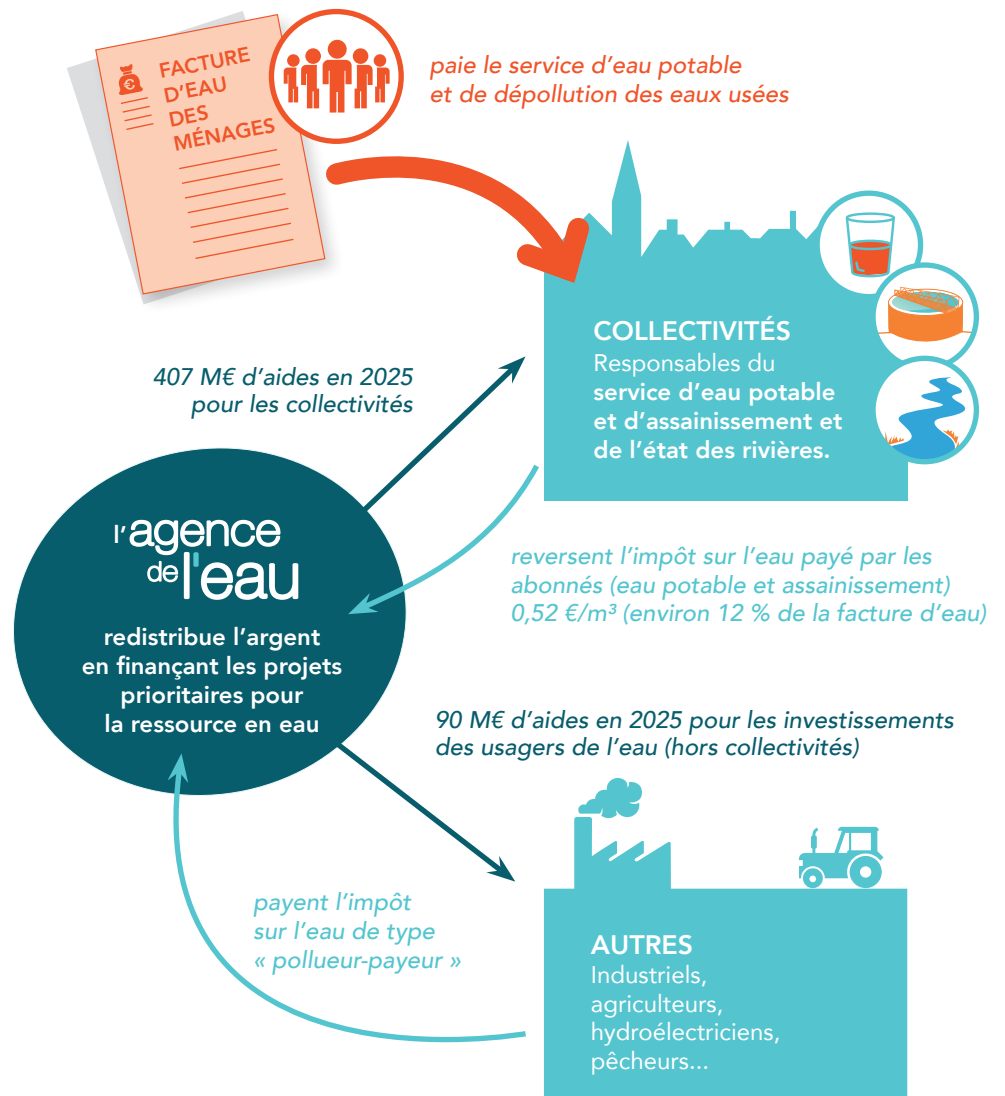 FACTURE
D'EAU
DES
MÉNAGES
€
paie le service d'eau potable
et de dépollution des eaux usées
COLLECTIVITÉS
Responsables du
service d'eau potable
et d'assainissement et
de l'état des rivières.
407 M€ d'aides en 2025
pour les collectivités
l'agence
de l'eau
redistribue l'argent
en finançant les projets
prioritaires pour
la ressource en eau
reversent l'impôt sur l'eau payé par les
abonnés (eau potable et assainissement)
0,52 €/m³ (environ 12 % de la facture d'eau)
90 M€ d'aides en 2025 pour les investissements
des usagers de l'eau (hors collectivités)
payent l'impôt
sur l'eau de type
« pollueur-payeur »
AUTRES
Industriels,
agriculteurs,
hydroélectriciens,
pêcheurs...